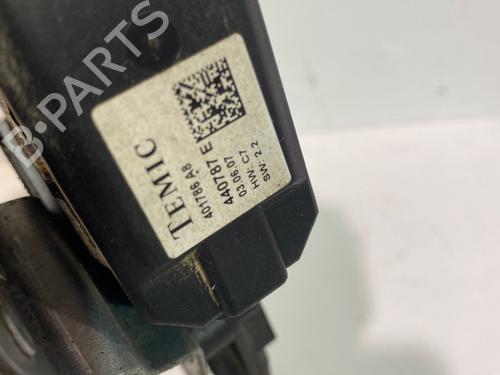 TEMIC
401786 A8
440787 E
03.06.07
HW: C7
SW: 2.2
B-PARTS